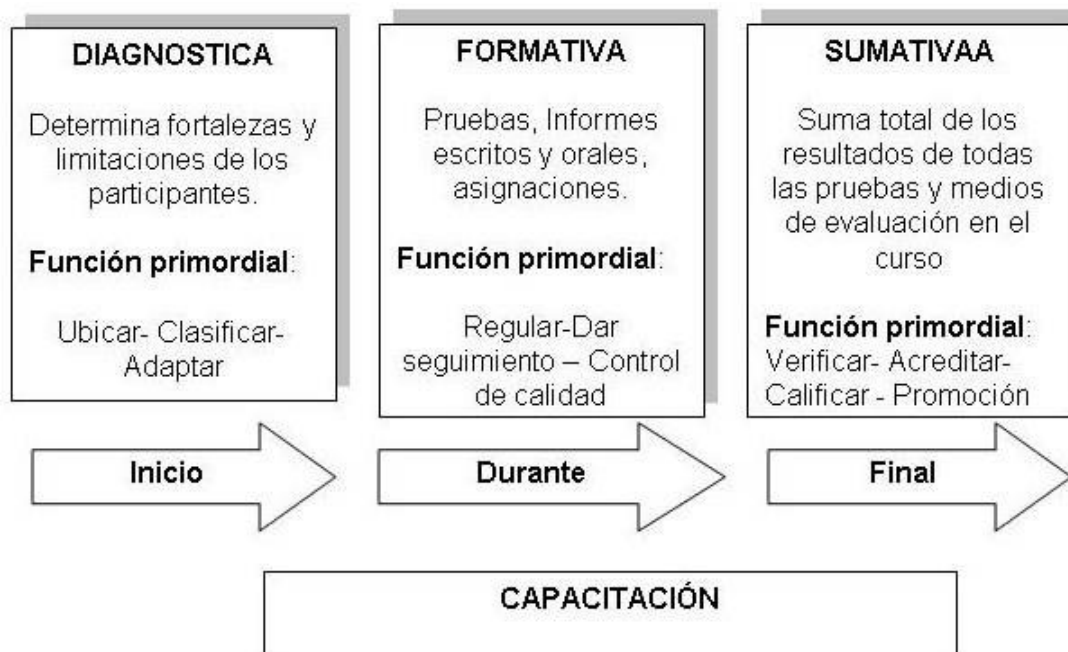 DIAGNOSTICA
Determina fortalezas y
limitaciones de los
participantes.
Función primordial:
Ubicar- Clasificar-
Adaptar
FORMATIVA
Pruebas, Informes
escritos y orales,
asignaciones.
Función primordial:
Regular-Dar
seguimiento – Control
de calidad
SUMATIVAA
Suma total de los
resultados de todas
las pruebas y medios
de evaluación en el
curso
Función primordial:
Verificar- Acreditar-
Calificar - Promoción
Inicio
Durante
Final
CAPACITACIÓN